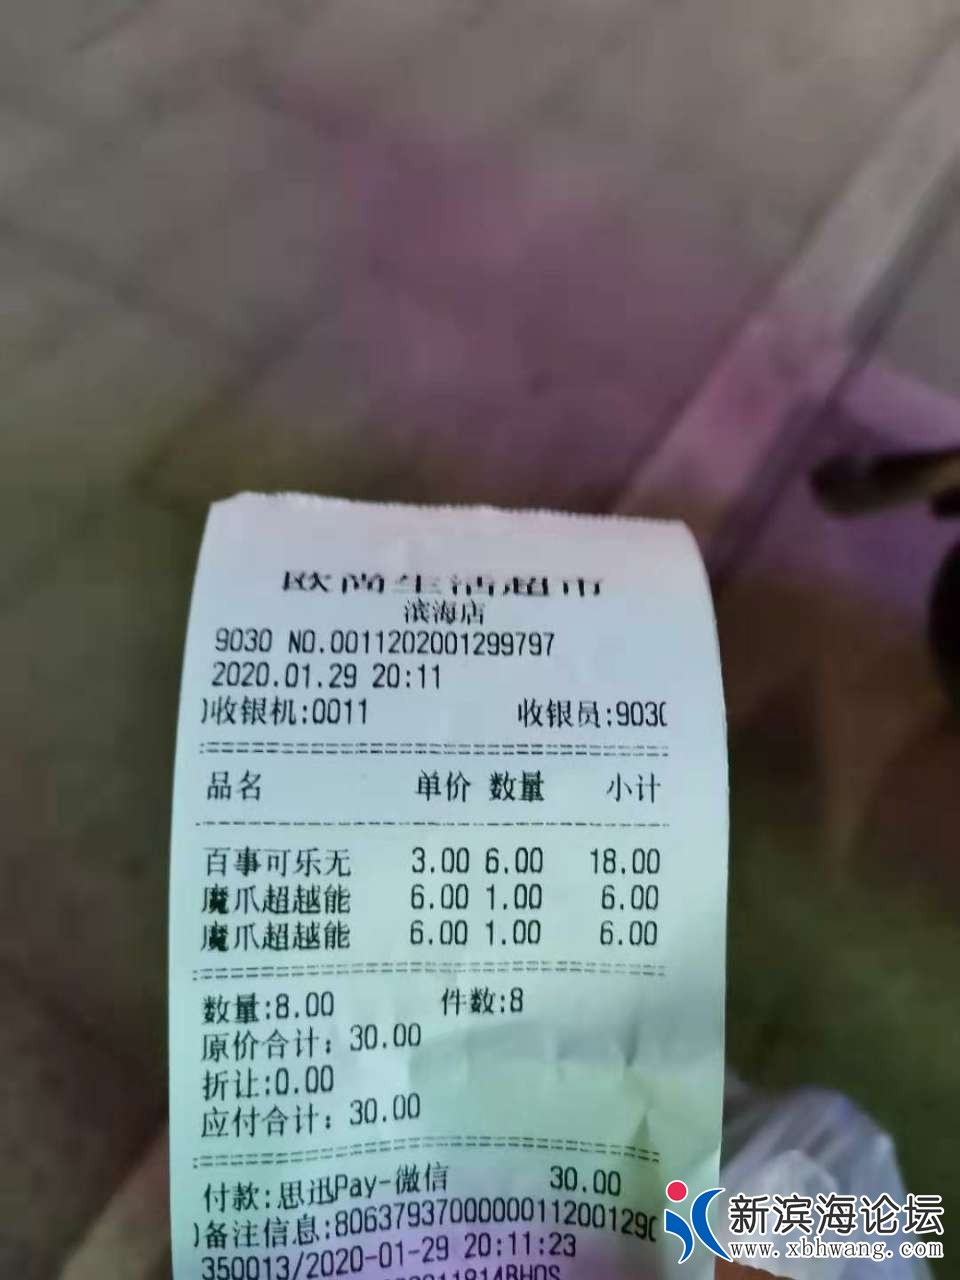 欧尚生活超市
滨海店
9030 NO.0011202001299797
2020.01.29 20:11
收银机:0011 收银员:9030
品名 单价 数量 小计
百事可乐无 3.00 6.00 18.00
魔爪超越能 6.00 1.00 6.00
魔爪超越能 6.00 1.00 6.00
数量:8.00 件数:8
原价合计: 30.00
折让:0.00
应付合计: 30.00
付款:思迅Pay-微信 30.00
备注信息:8063793700000011200129
350013/2020-01-29 20:11:23
新滨海论坛
www.xbhwang.com